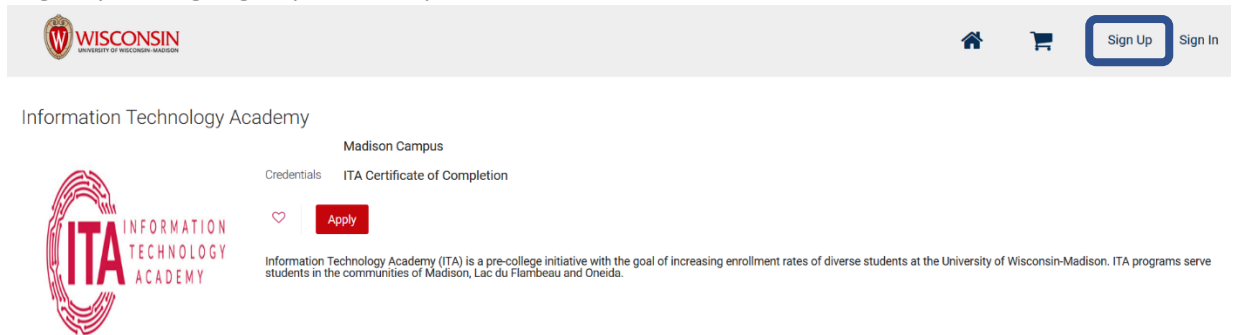 WISCONSIN
UNIVERSITY OF WISCONSIN-MADISON
Sign Up
Sign In
Information Technology Academy
Madison Campus
Credentials ITA Certificate of Completion
Apply
ITA INFORMATION
TECHNOLOGY
ACADEMY
Information Technology Academy (ITA) is a pre-college initiative with the goal of increasing enrollment rates of diverse students at the University of Wisconsin-Madison. ITA programs serve
students in the communities of Madison, Lac du Flambeau and Oneida.